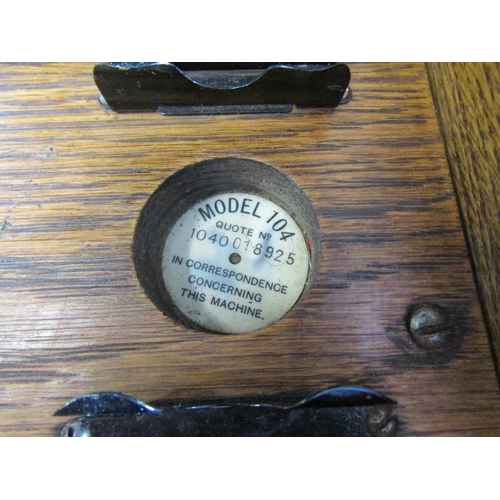 MODEL 104
QUOTE Nº
1040018925
IN CORRESPONDENCE
CONCERNING
THIS MACHINE.